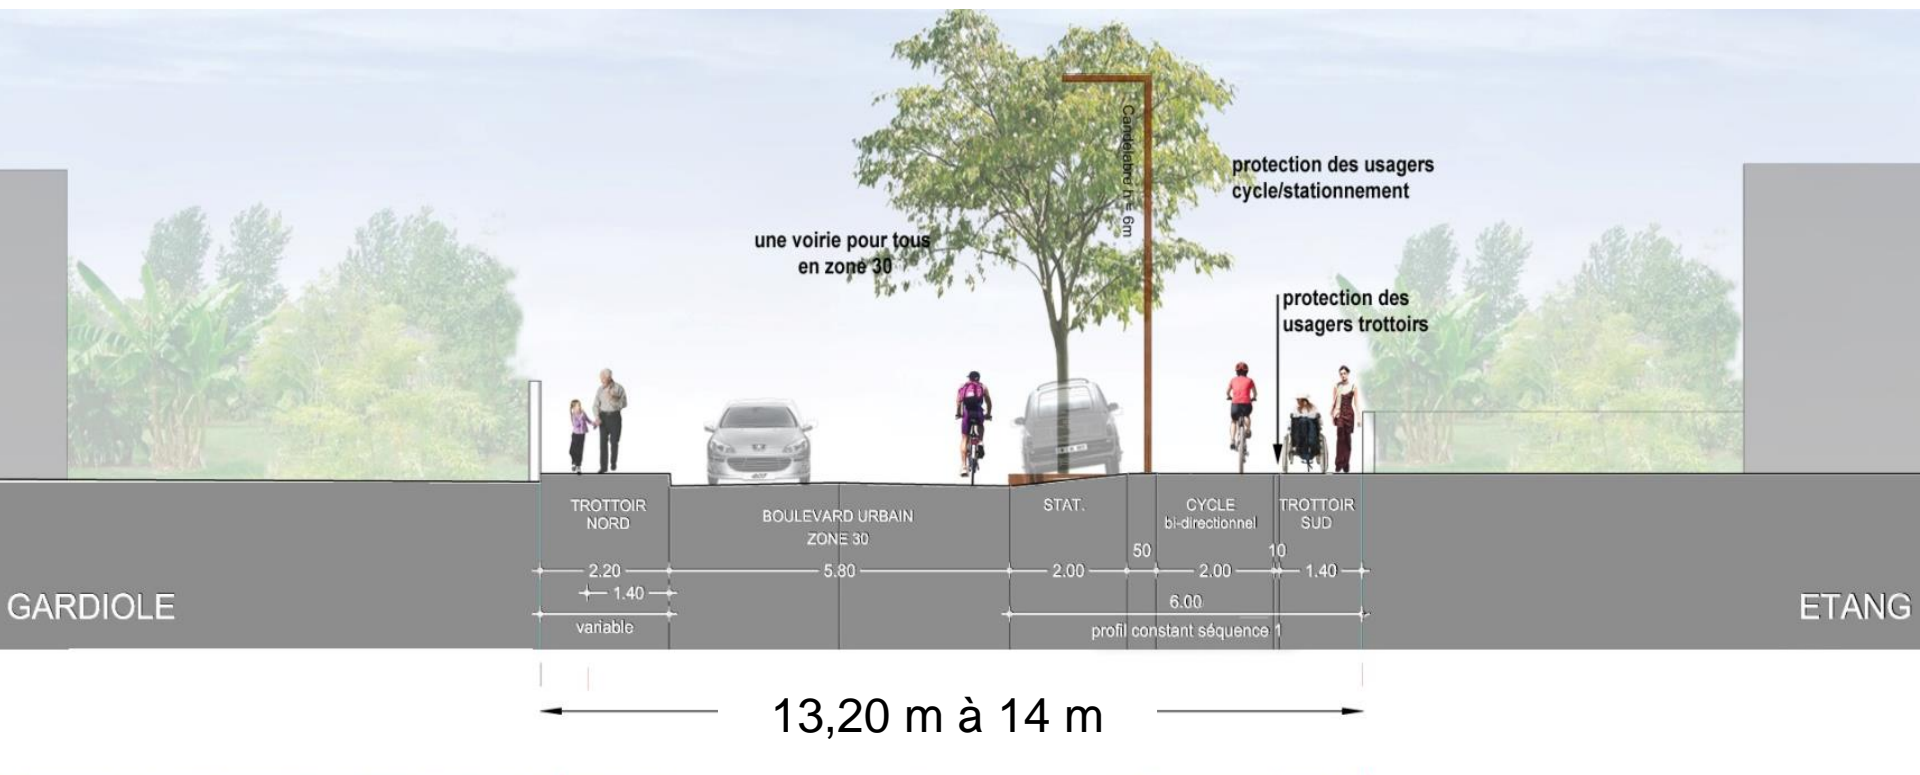 Candélabre h = 6m
protection des usagers
cycle/stationnement
une voirie pour tous
en zone 30
protection des
usagers trottoirs
TROTTOIR
NORD
BOULEVARD URBAIN
ZONE 30
STAT.
CYCLE
bi-directionnel
TROTTOIR
SUD
50
10
2.20
5.80
2.00
2.00
1.40
1.40
6.00
variable
profil constant séquence 1
GARDIOLE
ETANG
13,20 m à 14 m